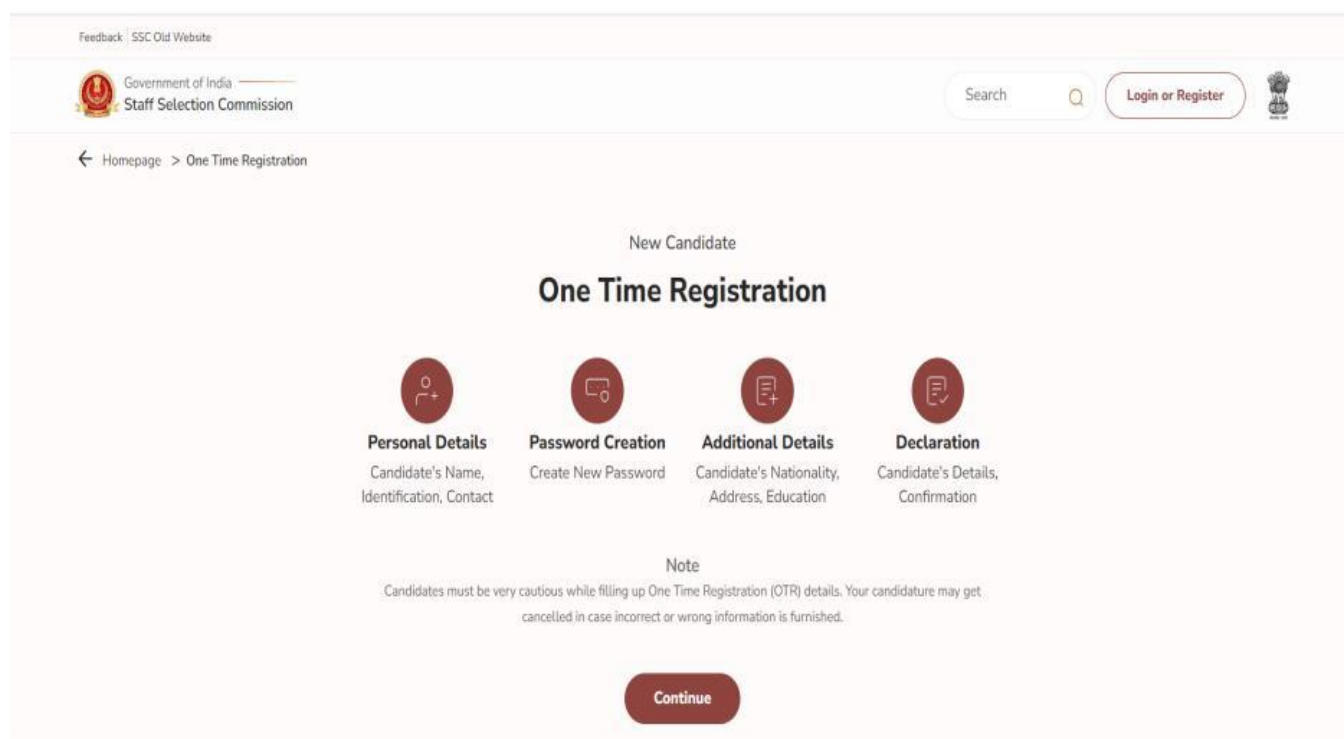 Feedback SSC Old Website
Government of India
Staff Selection Commission
Search
Login or Register
Homepage > One Time Registration
New Candidate
One Time Registration
Personal Details
Candidate's Name,
Identification, Contact
Password Creation
Create New Password
Additional Details
Candidate's Nationality,
Address, Education
Declaration
Candidate's Details,
Confirmation
Note
Candidates must be very cautious while filling up One Time Registration (OTR) details. Your candidature may get
cancelled in case incorrect or wrong information is furnished.
Continue